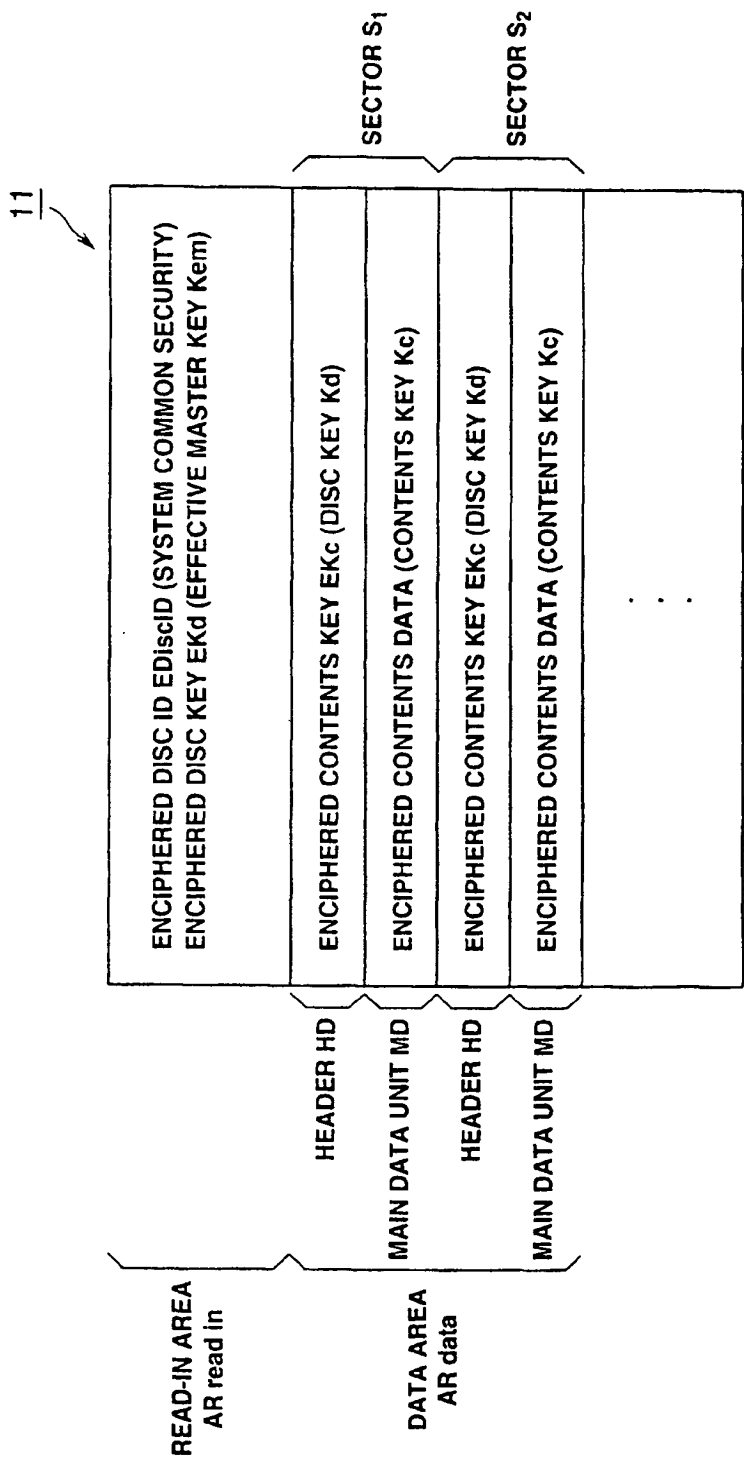 11
READ-IN AREA
AR read in
ENCIPHERED DISC ID EDiscID (SYSTEM COMMON SECURITY)
ENCIPHERED DISC KEY EKd (EFFECTIVE MASTER KEY Kem)
DATA AREA
AR data
HEADER HD
ENCIPHERED CONTENTS KEY EKc (DISC KEY Kd)
MAIN DATA UNIT MD
ENCIPHERED CONTENTS DATA (CONTENTS KEY Kc)
SECTOR S1
HEADER HD
ENCIPHERED CONTENTS KEY EKc (DISC KEY Kd)
MAIN DATA UNIT MD
ENCIPHERED CONTENTS DATA (CONTENTS KEY Kc)
SECTOR S2
. . .